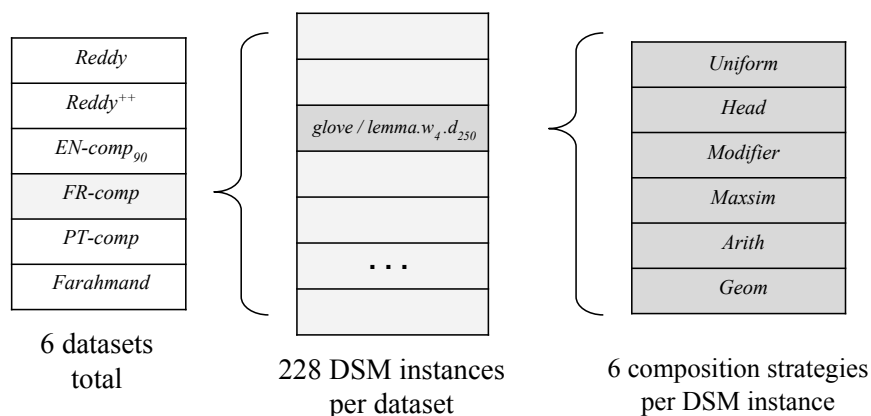 Reddy
Reddy⁺⁺
EN-comp₉₀
FR-comp
PT-comp
Farahmand
6 datasets
total
glove / lemma.w₄.d₂₅₀
. . .
228 DSM instances
per dataset
Uniform
Head
Modifier
Maxsim
Arith
Geom
6 composition strategies
per DSM instance